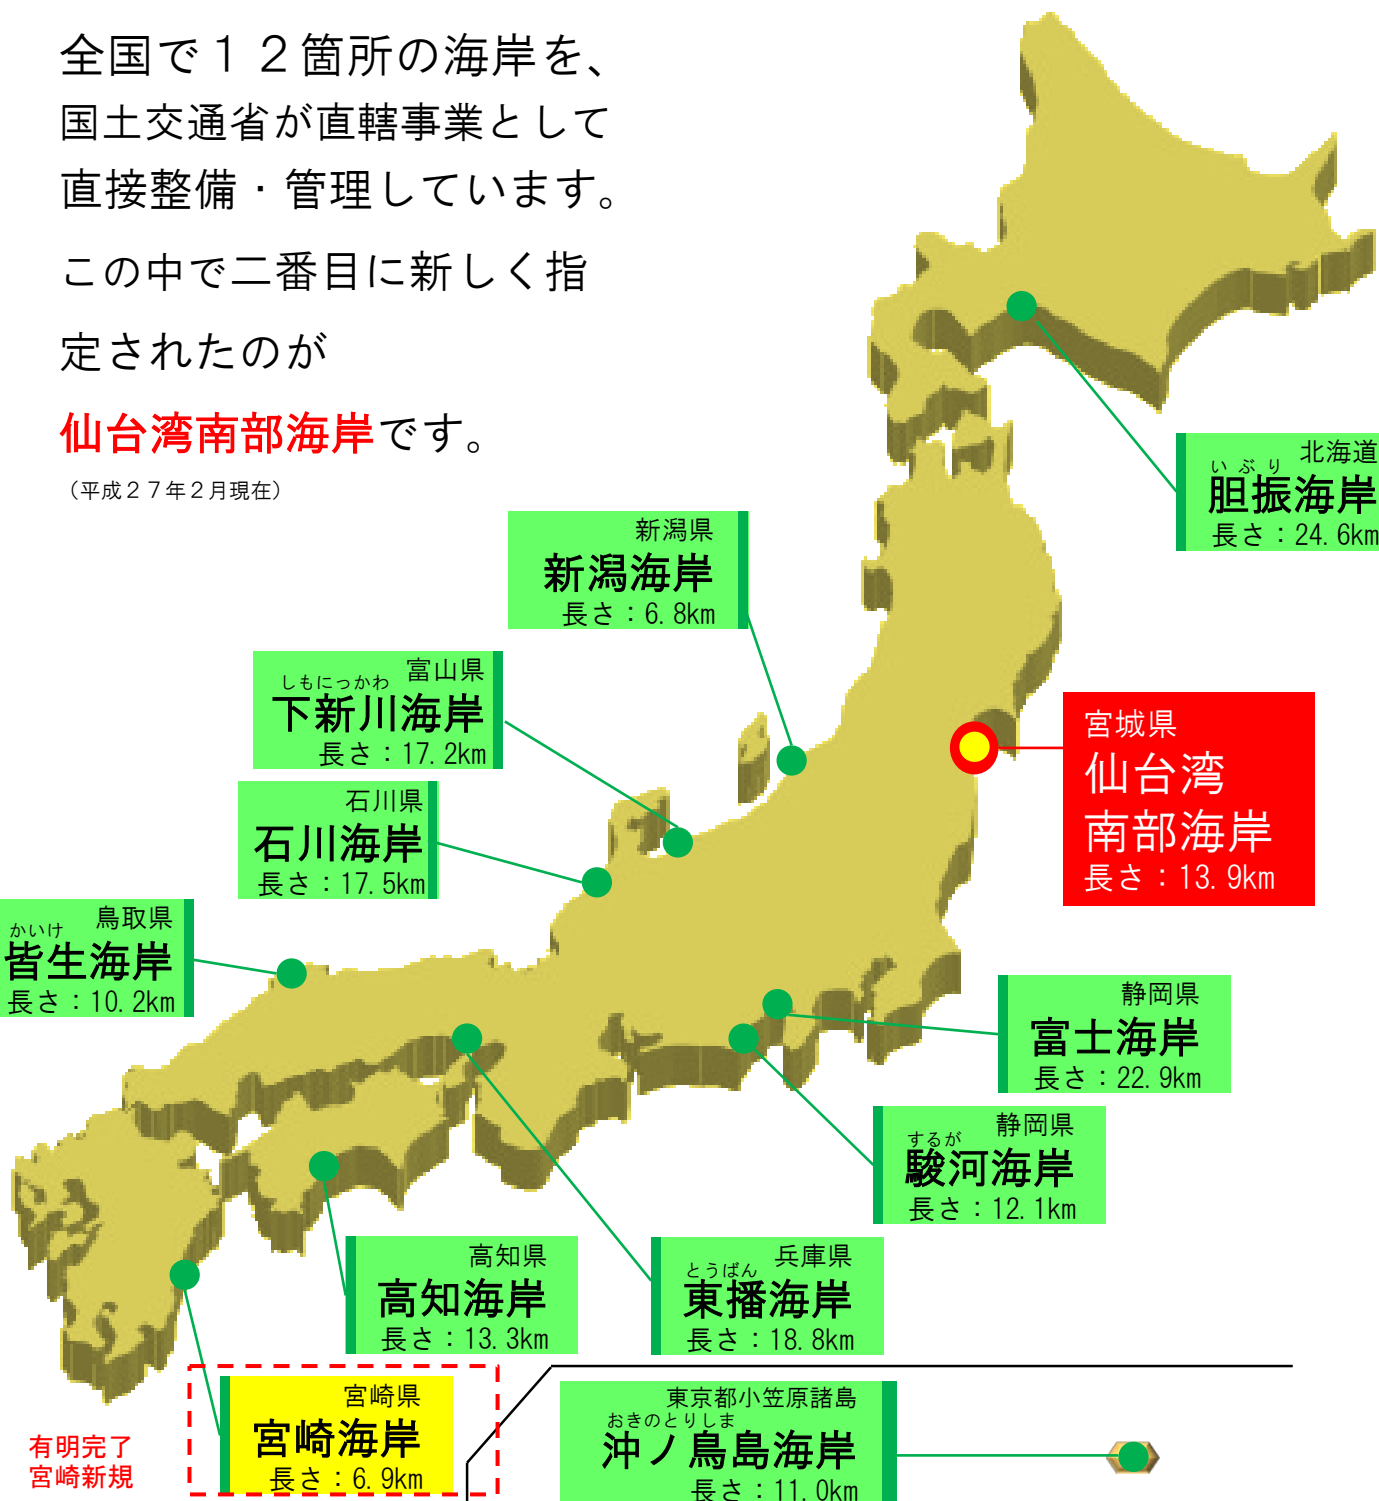 全国で１２箇所の海岸を、
国土交通省が直轄事業として
直接整備・管理しています。
この中で二番目に新しく指
定されたのが
仙台湾南部海岸です。
（平成２７年２月現在）
北海道
いぶり
胆振海岸
長さ：24.6km
新潟県
新潟海岸
長さ：6.8km
富山県
しもにっかわ
下新川海岸
長さ：17.2km
宮城県
仙台湾
南部海岸
長さ：13.9km
石川県
石川海岸
長さ：17.5km
鳥取県
かいけ
皆生海岸
長さ：10.2km
静岡県
富士海岸
長さ：22.9km
静岡県
するが
駿河海岸
長さ：12.1km
高知県
高知海岸
長さ：13.3km
兵庫県
とうばん
東播海岸
長さ：18.8km
宮崎県
宮崎海岸
長さ：6.9km
有明完了
宮崎新規
東京都小笠原諸島
おきのとりしま
沖ノ鳥島海岸
長さ：11.0km